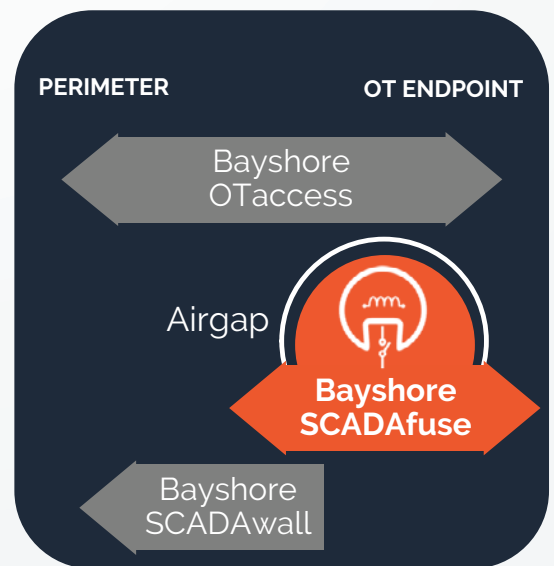 PERIMETER
OT ENDPOINT
Bayshore
OTaccess
Airgap
Bayshore
SCADAfuse
Bayshore
SCADAwall